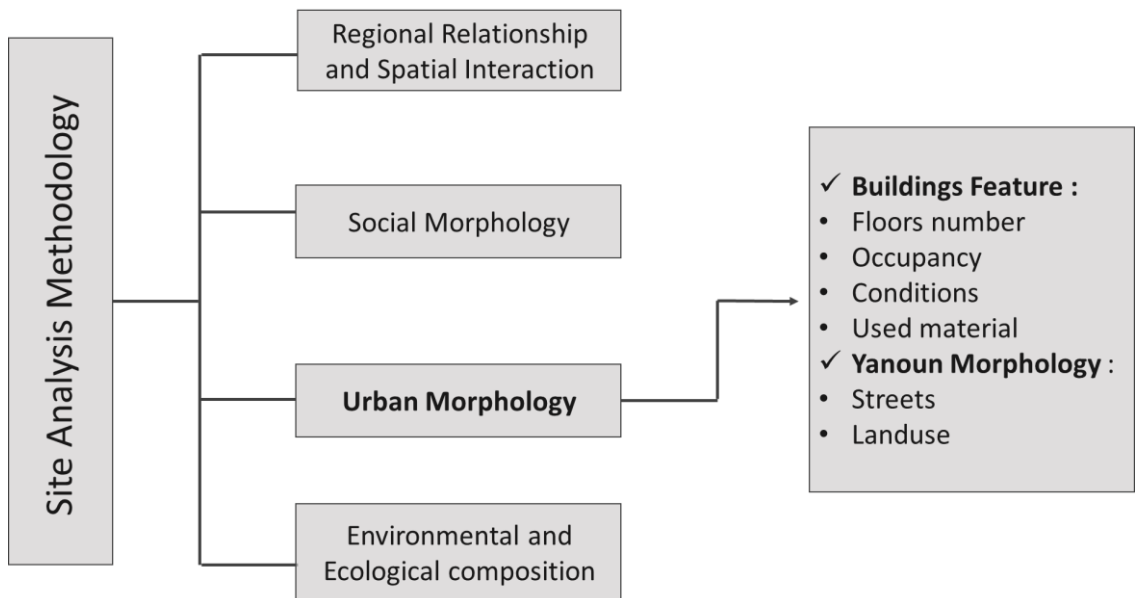 Site Analysis Methodology
Regional Relationship
and Spatial Interaction
Social Morphology
Urban Morphology
Environmental and
Ecological composition
✓ Buildings Feature :
• Floors number
• Occupancy
• Conditions
• Used material
✓ Yanoun Morphology :
• Streets
• Landuse